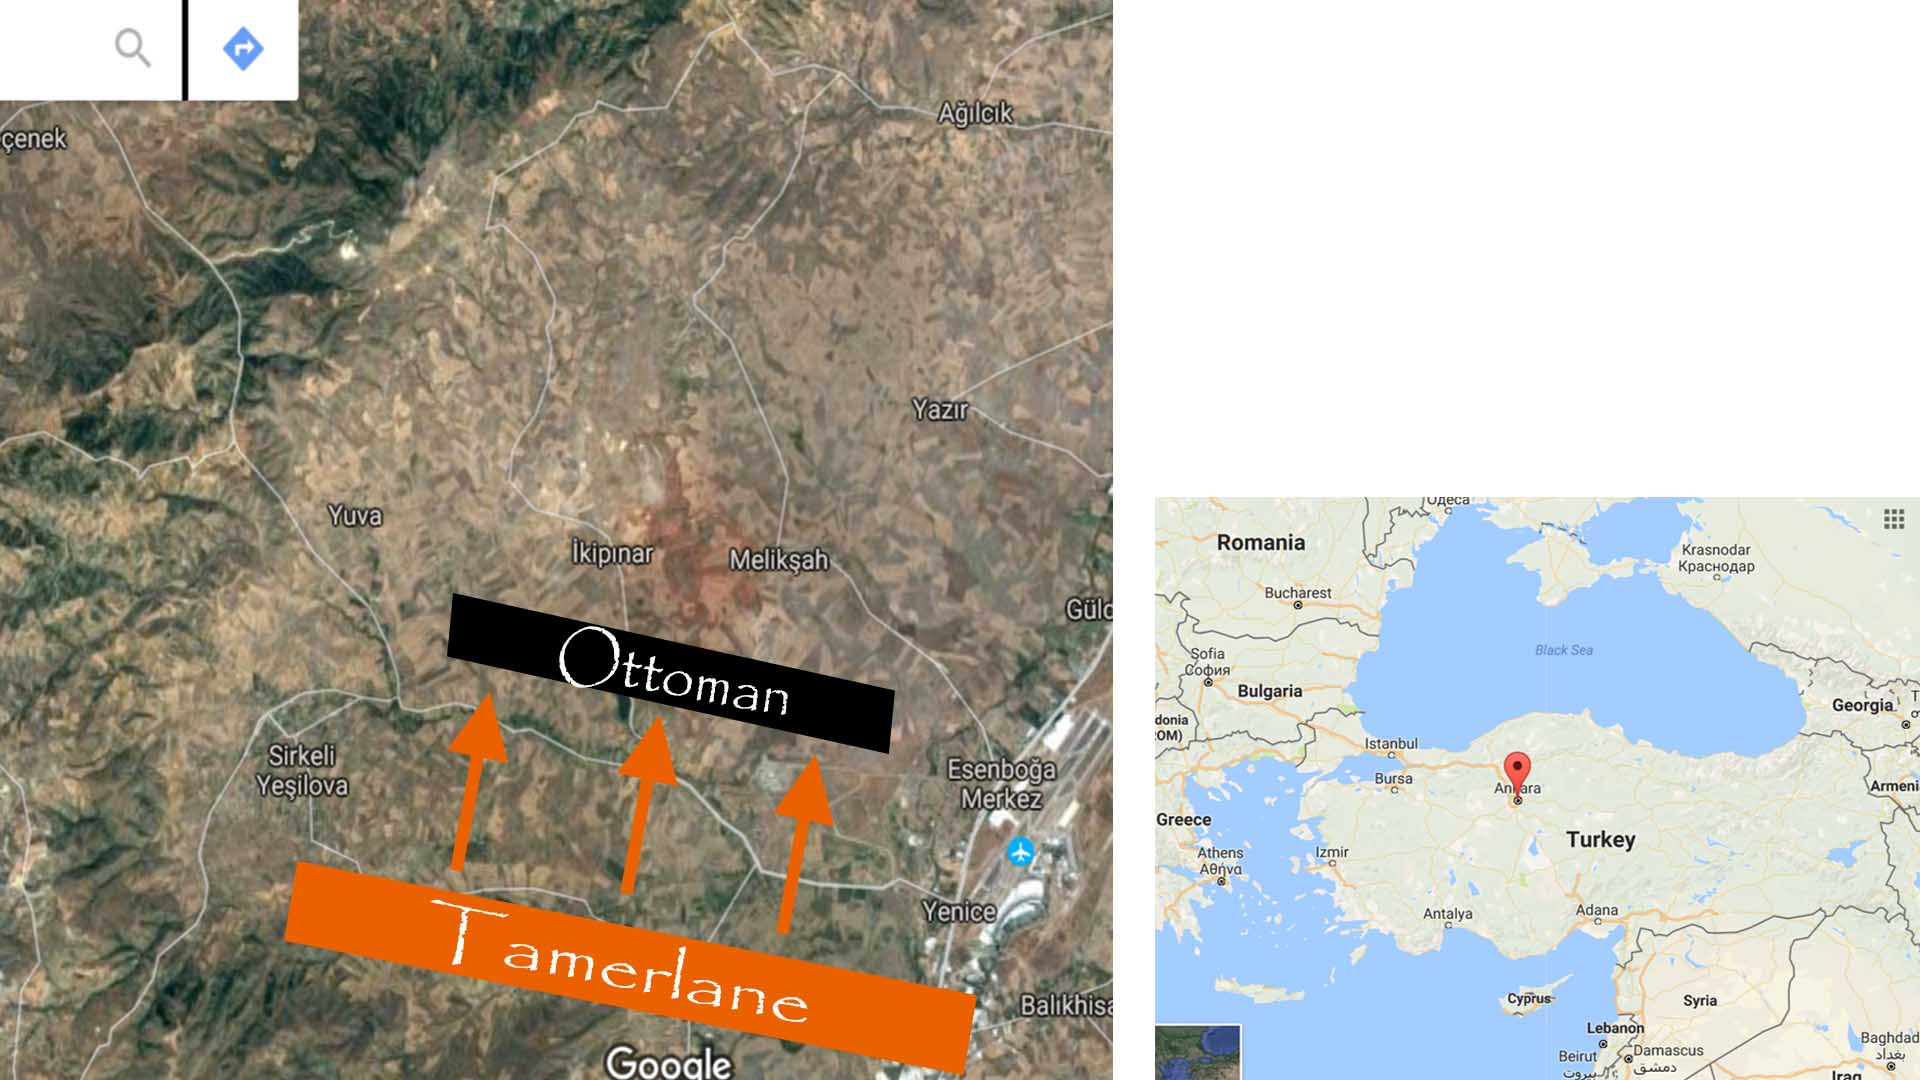 Ağılcık
çenek
Yazır
Yuva
İkipınar
Melikşah
Ottoman
Sirkeli
Yeşilova
Esenboğa
Merkez
Yenice
Tamerlane
Balıkhisa
Google
Одеса
Romania
Krasnodar
Краснодар
Bucharest
Black Sea
Sofia
София
Bulgaria
Georgia
donia
OM)
Istanbul
Bursa
Ankara
Armeni
Greece
Turkey
Athens
Αθήνα
Izmir
Antalya
Adana
Cyprus
Syria
Lebanon
Beirut
بيروت
Damascus
دمشق
Baghdad
بغداد
Iraq